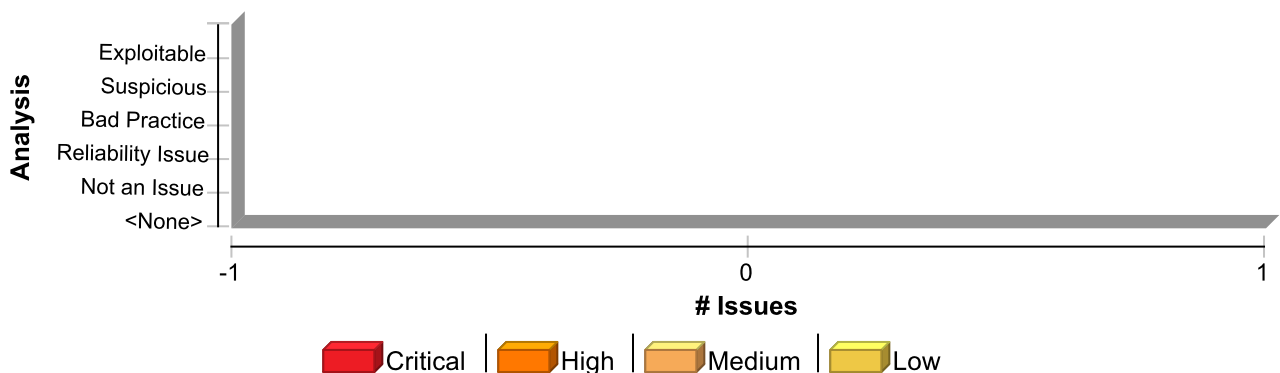 Analysis
Exploitable
Suspicious
Bad Practice
Reliability Issue
Not an Issue
<None>
-1 0 1
# Issues
Critical High Medium Low